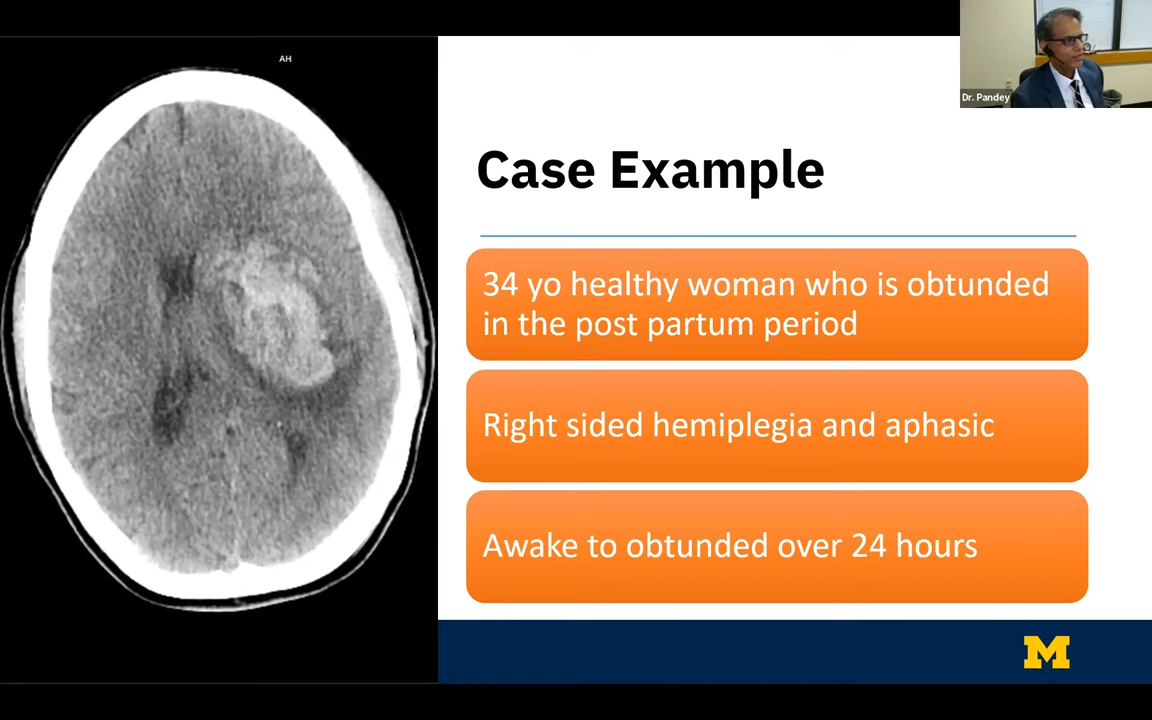 AH
Dr. Pandey
Case Example
34 yo healthy woman who is obtunded
in the post partum period
Right sided hemiplegia and aphasic
Awake to obtunded over 24 hours
M